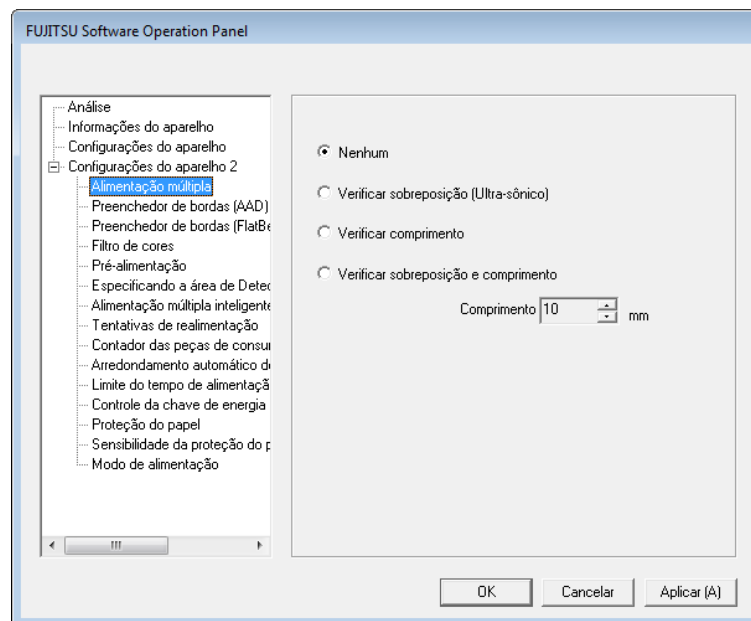 FUJITSU Software Operation Panel
Análise
Informações do aparelho
Configurações do aparelho
Configurações do aparelho 2
Alimentação múltipla
Preenchedor de bordas (AAD)
Preenchedor de bordas (FlatBe
Filtro de cores
Pré-alimentação
Especificando a área de Detec
Alimentação múltipla inteligente
Tentativas de realimentação
Contador das peças de consu
Arredondamento automático de
Limite do tempo de alimentaçã
Controle da chave de energia
Proteção do papel
Sensibilidade da proteção do p
Modo de alimentação
Nenhum
Verificar sobreposição (Ultra-sônico)
Verificar comprimento
Verificar sobreposição e comprimento
Comprimento 10 mm
OK Cancelar Aplicar (A)